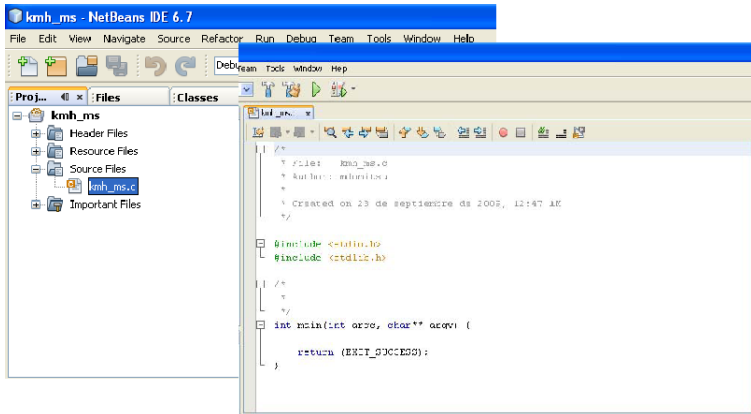 kmh_ms - NetBeans IDE 6.7
File Edit View Navigate Source Refactor Run Debug Team Tools Window Help
Debu
Team Tools Window Help
Proj... Files Classes
kmh_ms
Header Files
Resource Files
Source Files
kmh_ms.c
Important Files
kmh_ms...
/*
* File: kmh_ms.c
* Author:
*
* Created on 23 de septiembre de 2009, 12:47 AM
*/
#include <stdio.h>
#include <stdlib.h>
/*
*
*/
int main(int argc, char** argv) {
return (EXIT_SUCCESS);
}